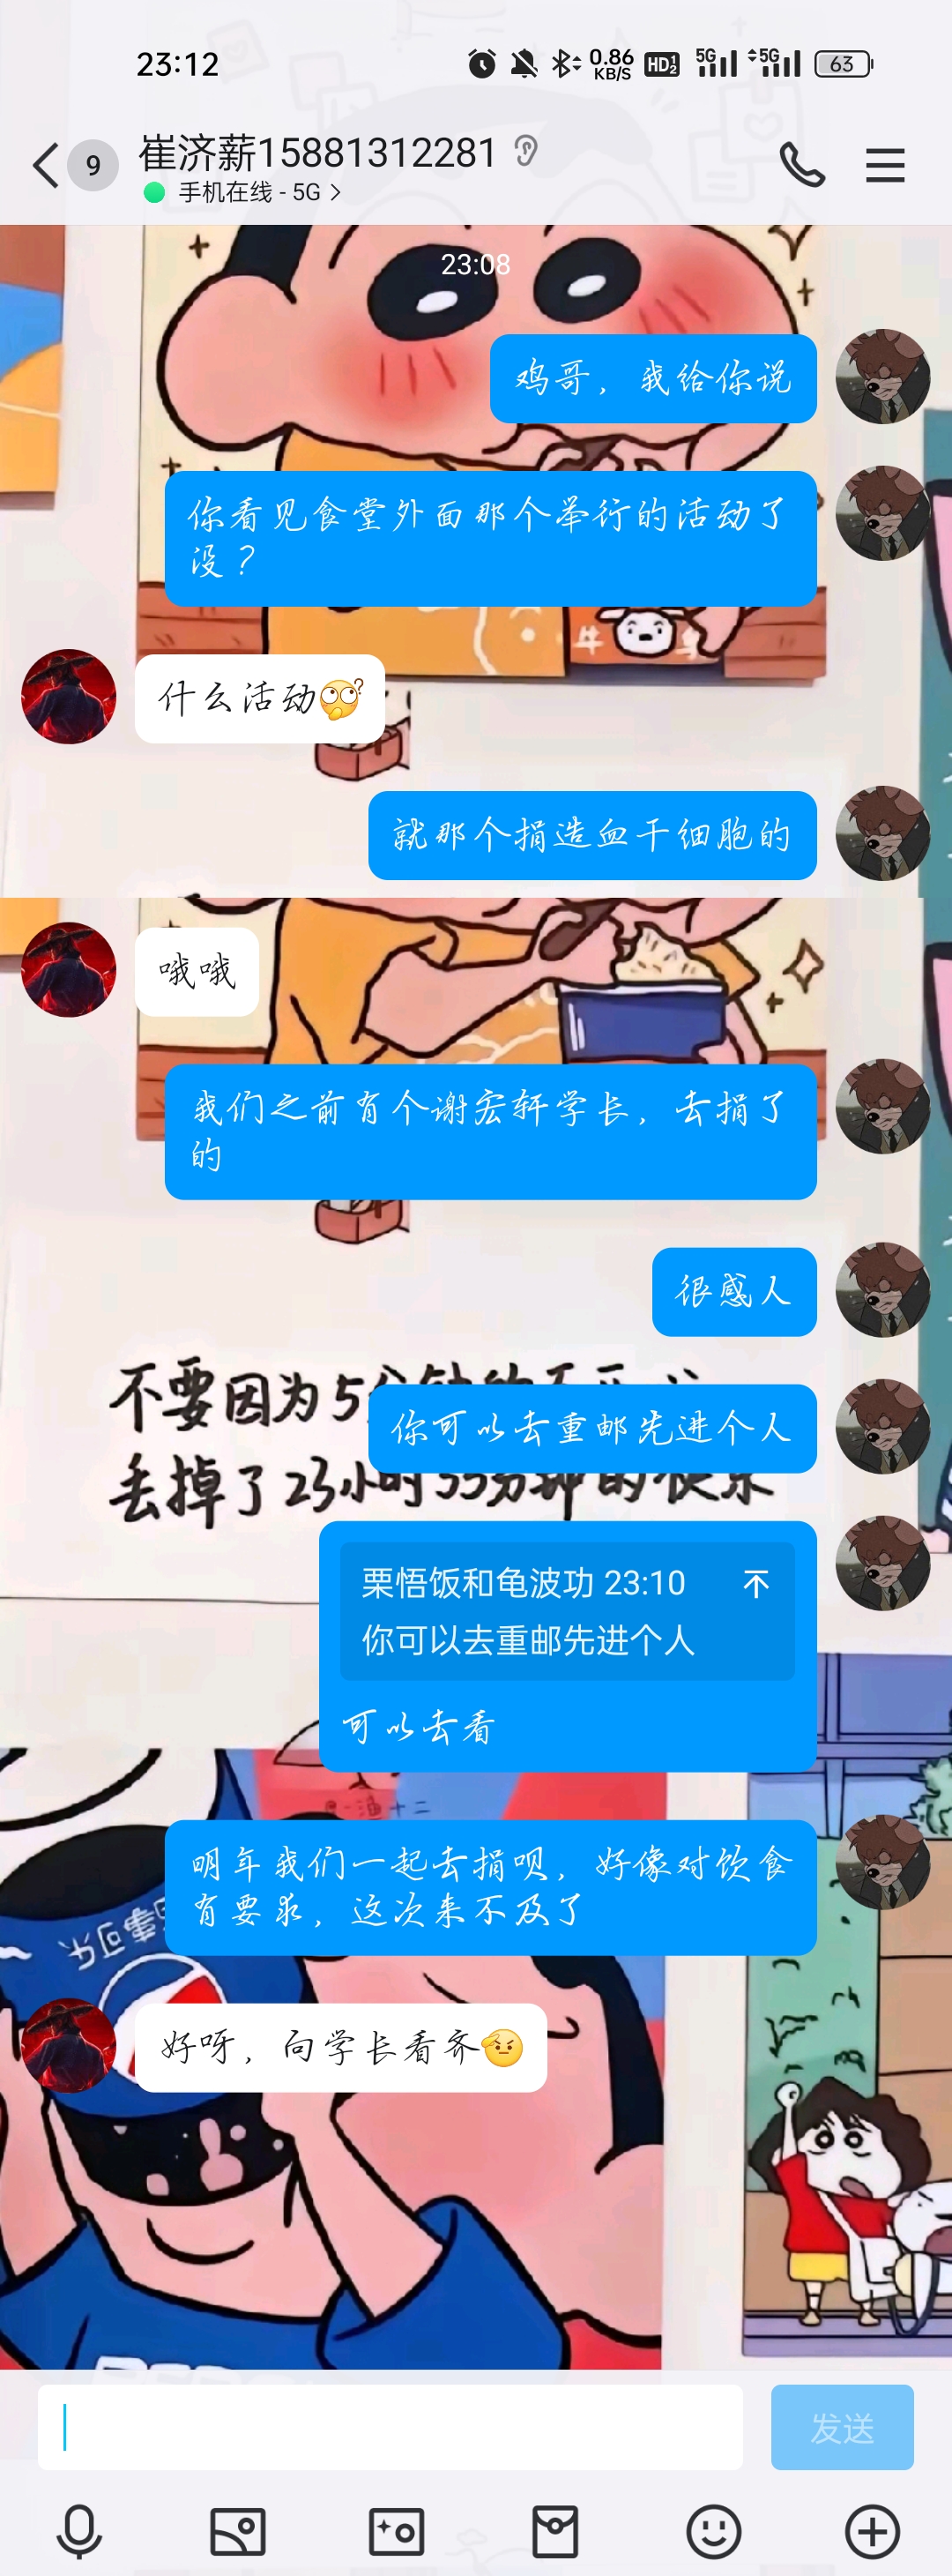 23:12
0.86
KB/S
HD
5G
5G
63
9
崔济薪15881312281
手机在线 - 5G
23:08
鸡哥，我给你说
你看见食堂外面那个举行的活动了
没？
什么活动
就那个捐造血干细胞的
哦哦
我们之前有个谢宏轩学长，去捐了
的
很感人
不要因为5
你可以去重邮先进个人
丢掉了23小时55分钟的快乐
栗悟饭和龟波功 23:10
你可以去重邮先进个人
可以去看
明年我们一起去捐呗，好像对饮食
有要求，这次来不及了
好呀，向学长看齐
发送